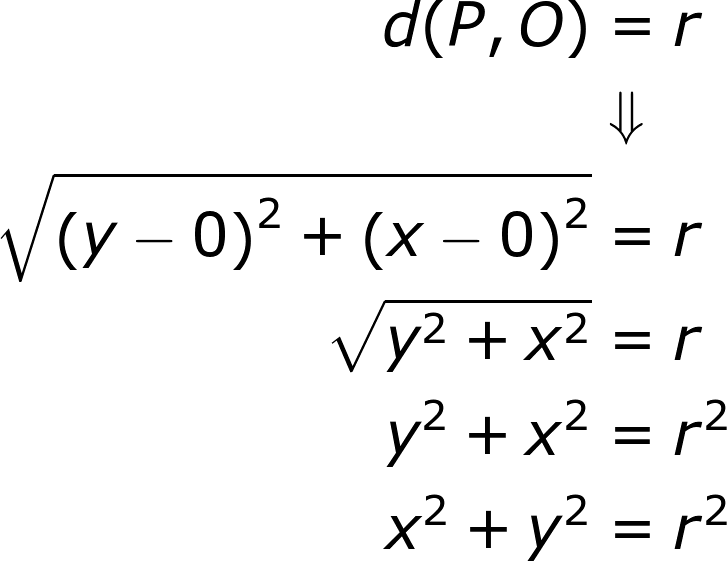 d(P, O) = r
⇓
√((y − 0)² + (x − 0)²) = r
√(y² + x²) = r
y² + x² = r²
x² + y² = r²